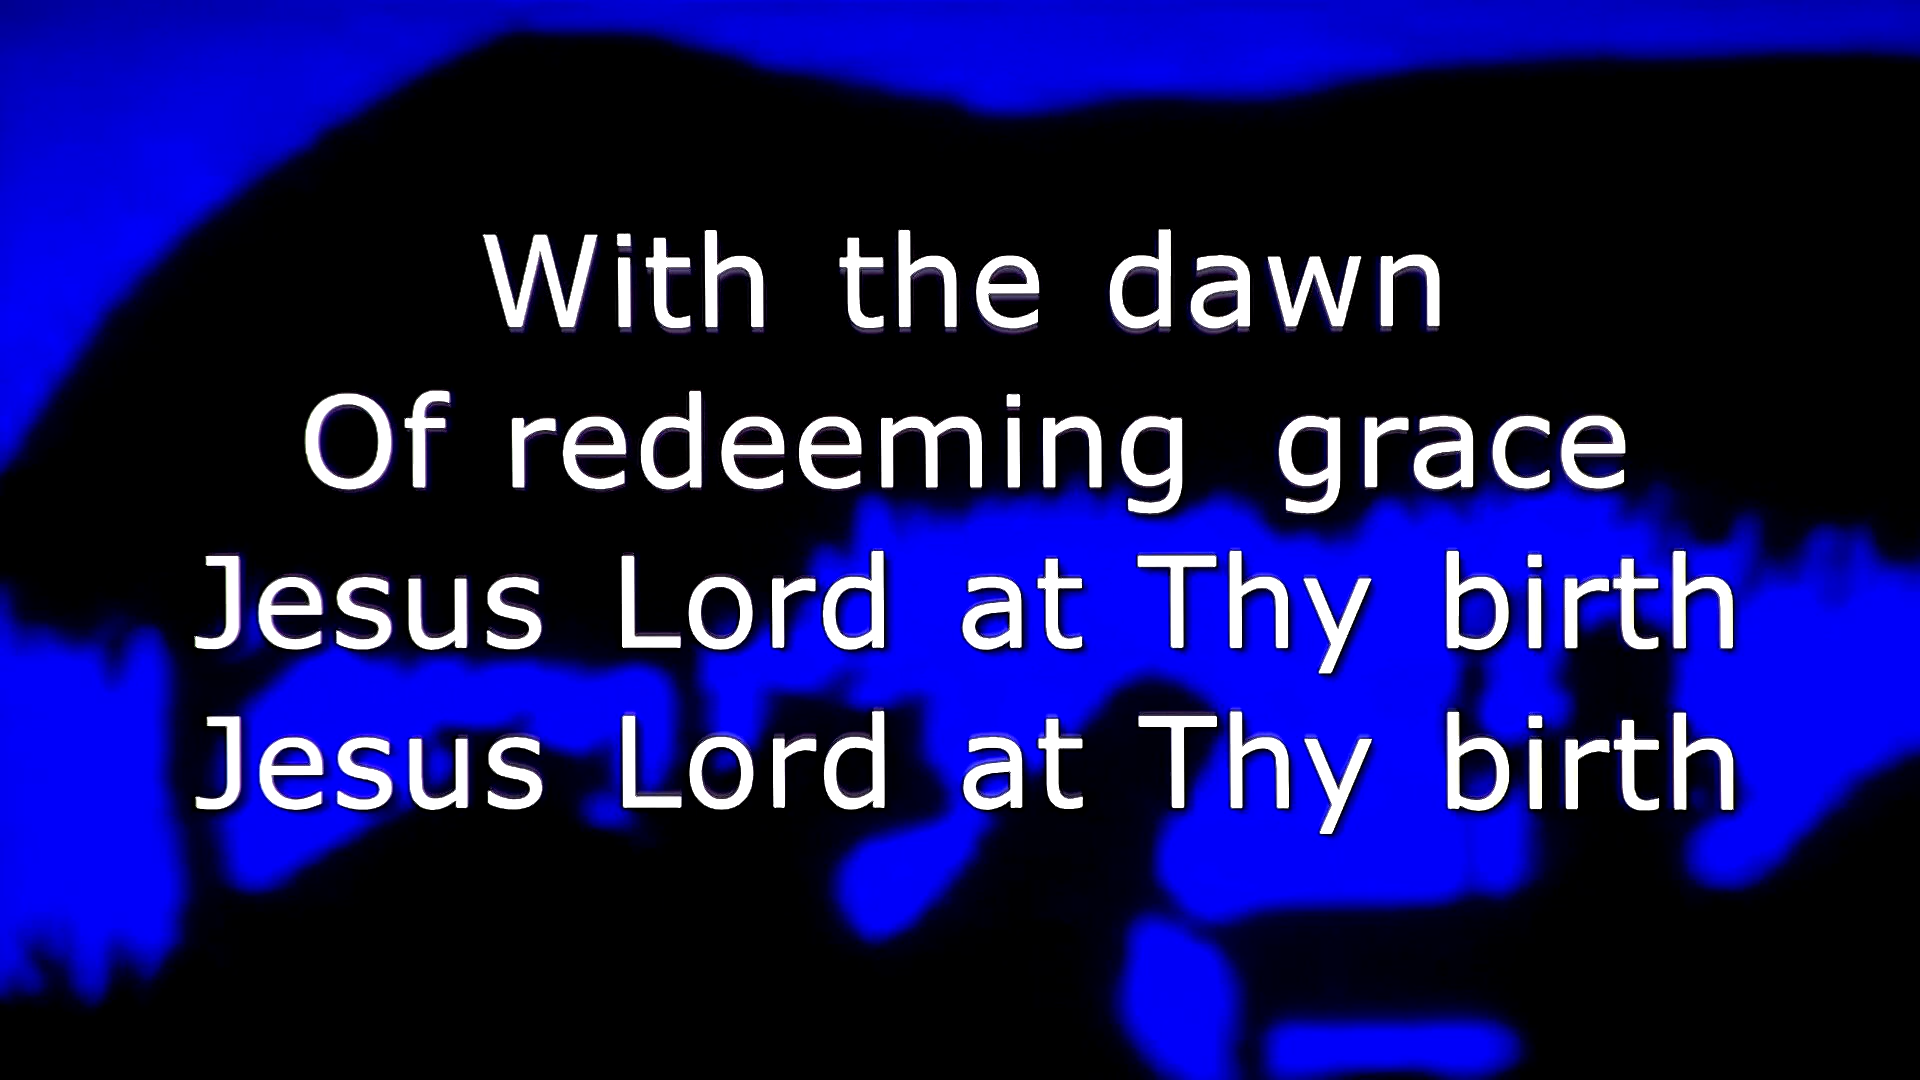 With the dawn
Of redeeming grace
Jesus Lord at Thy birth
Jesus Lord at Thy birth